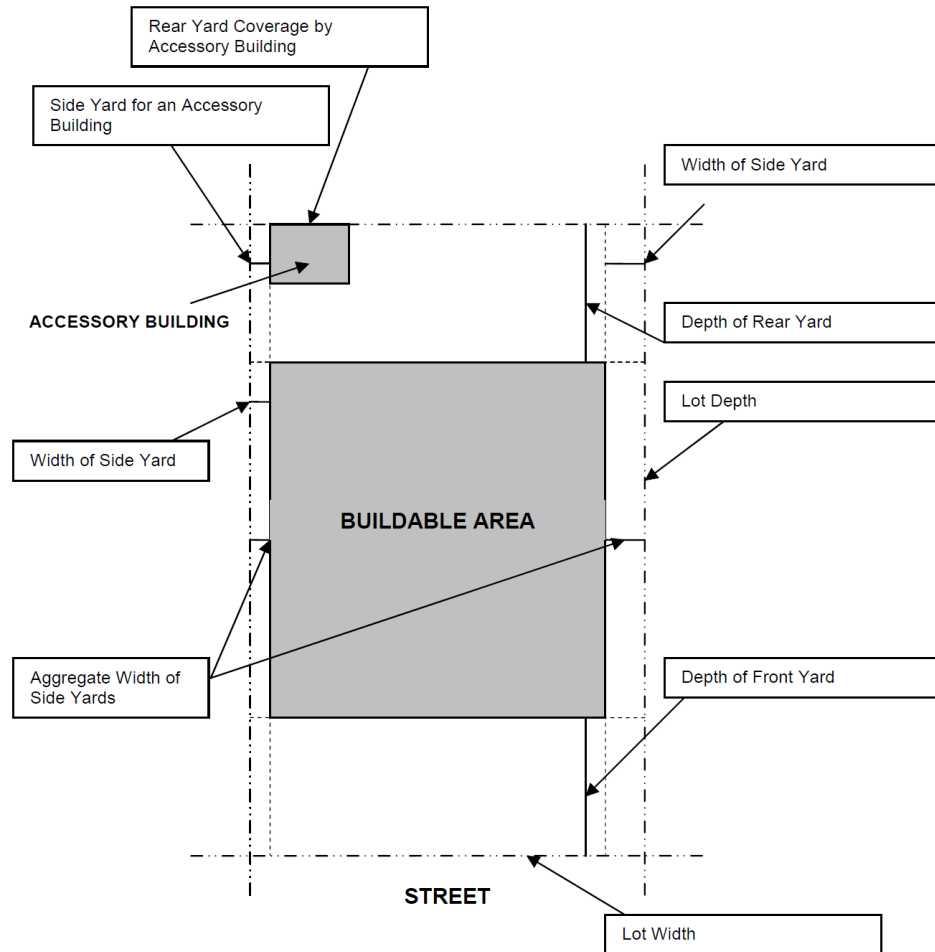 Rear Yard Coverage by
Accessory Building
Side Yard for an Accessory
Building
Width of Side Yard
ACCESSORY BUILDING
Depth of Rear Yard
Lot Depth
Width of Side Yard
BUILDABLE AREA
Aggregate Width of
Side Yards
Depth of Front Yard
STREET
Lot Width